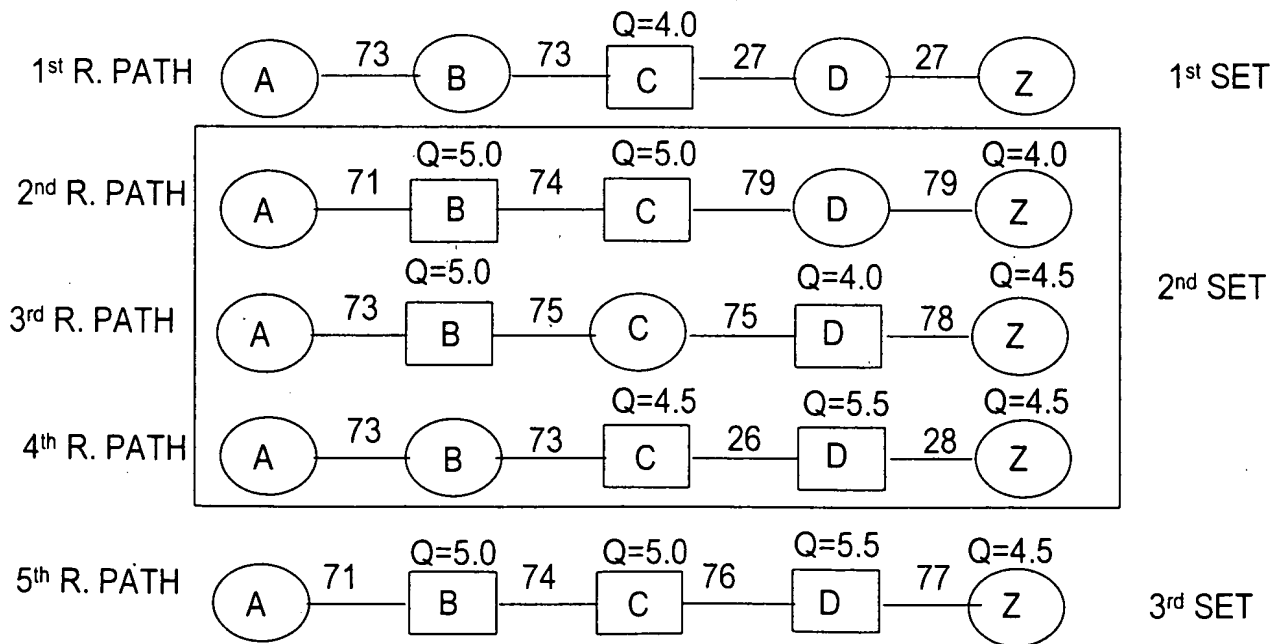 Q=4.0
1st R. PATH A 73 B 73 C 27 D 27 Z 1st SET
Q=5.0 Q=5.0 Q=4.0
2nd R. PATH A 71 B 74 C 79 D 79 Z
Q=5.0 Q=4.0 Q=4.5
2nd SET
3rd R. PATH A 73 B 75 C 75 D 78 Z
Q=4.5 Q=5.5 Q=4.5
4th R. PATH A 73 B 73 C 26 D 28 Z
Q=5.0 Q=5.0 Q=5.5 Q=4.5
5th R. PATH A 71 B 74 C 76 D 77 Z 3rd SET